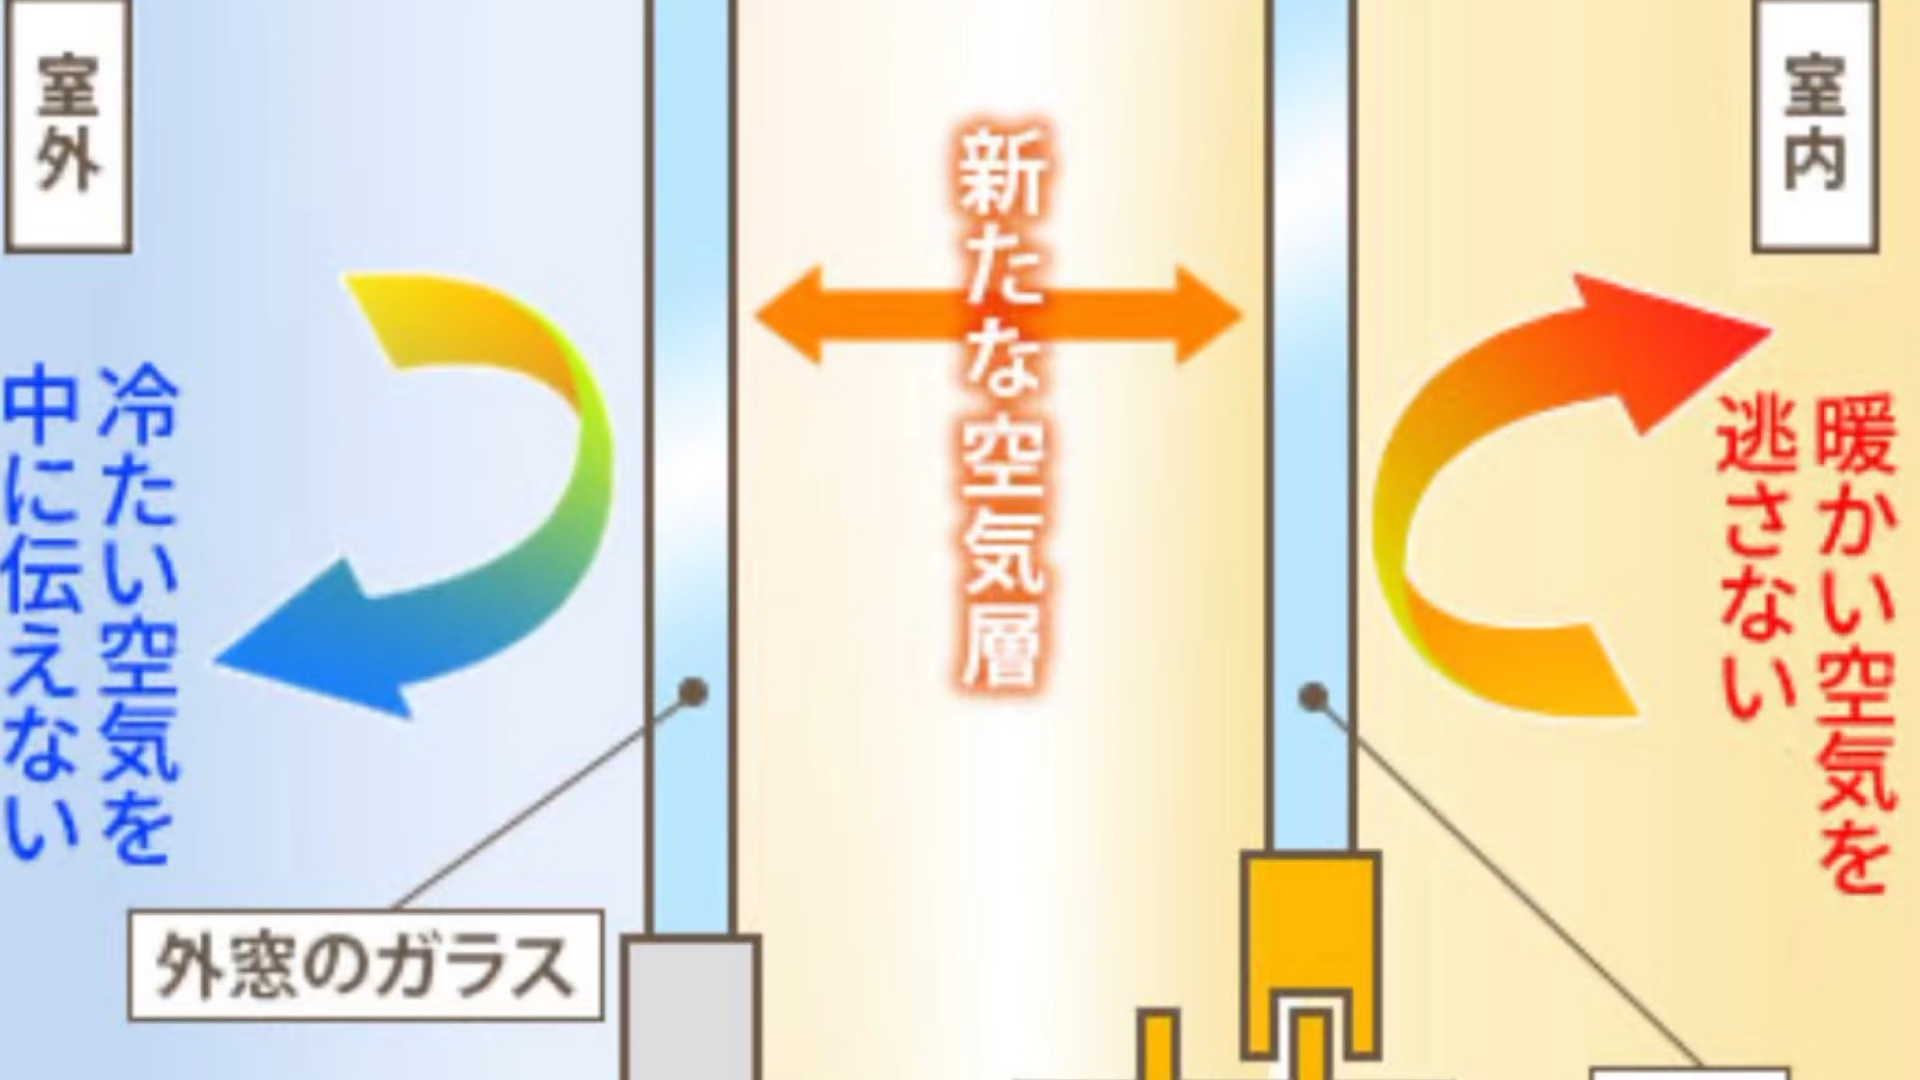 室外
室内
新たな空気層
冷たい空気を
中に伝えない
暖かい空気を
逃さない
外窓のガラス